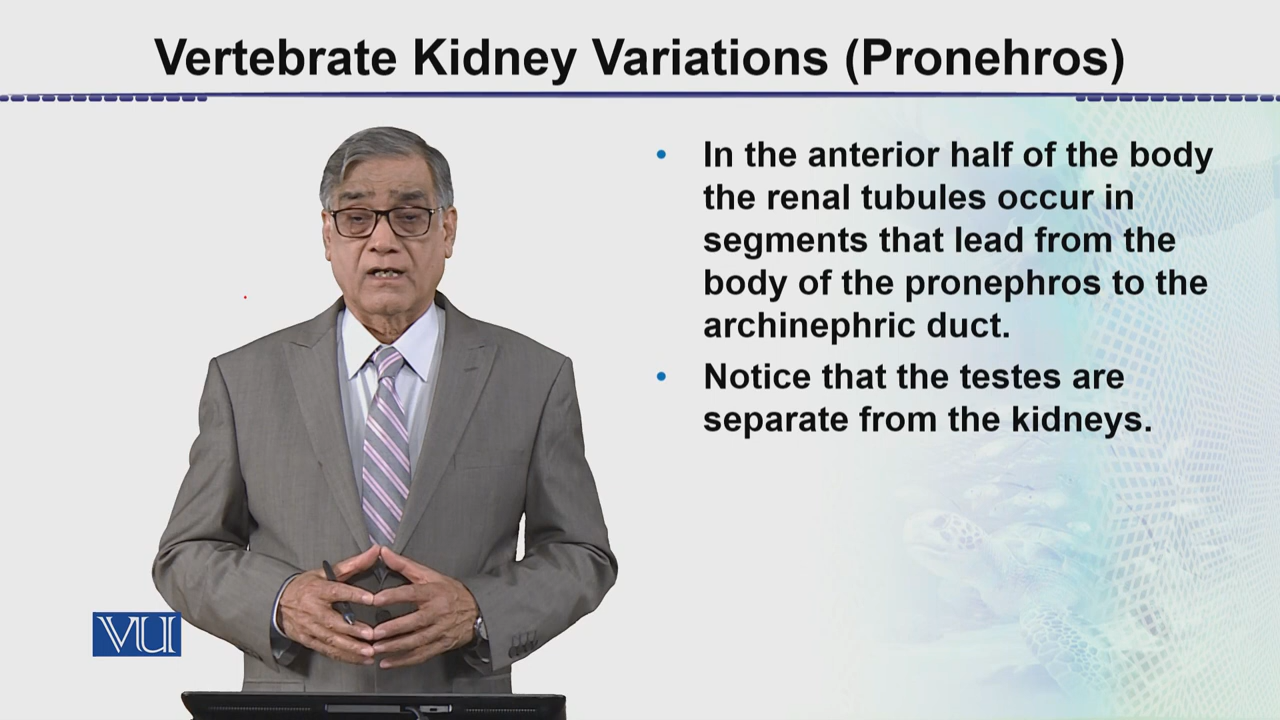 Vertebrate Kidney Variations (Pronehros)
• In the anterior half of the body
the renal tubules occur in
segments that lead from the
body of the pronephros to the
archinephric duct.
• Notice that the testes are
separate from the kidneys.
VU